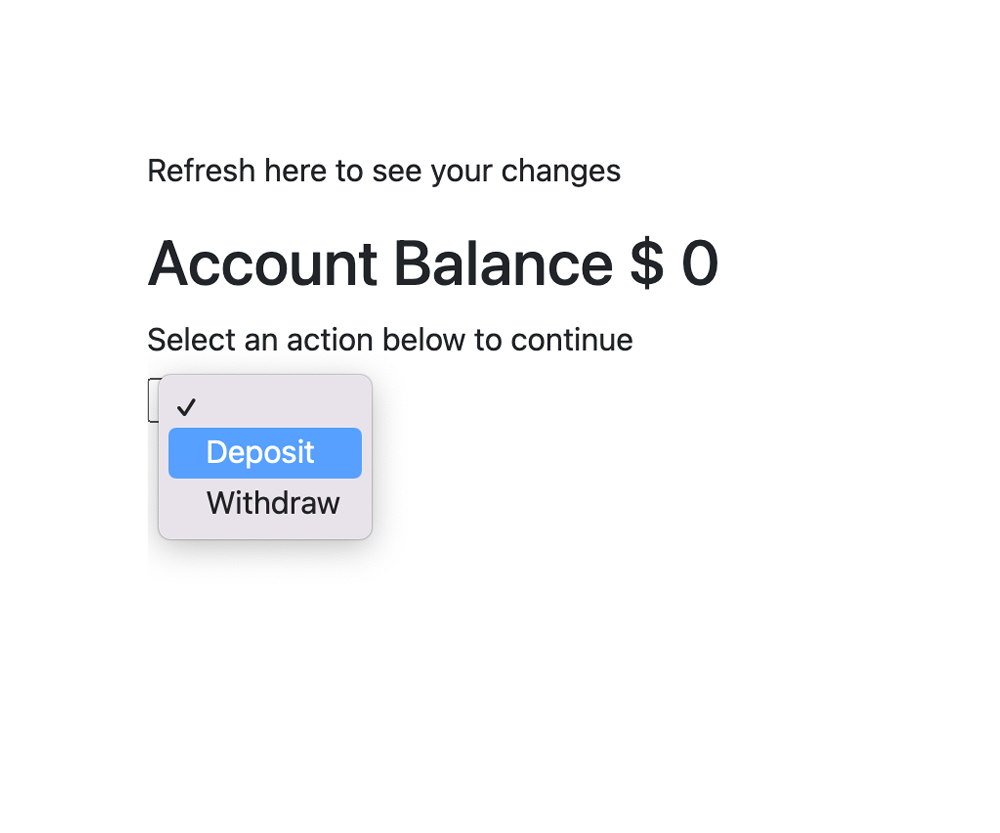 Refresh here to see your changes
Account Balance $ 0
Select an action below to continue
✓
Deposit
Withdraw